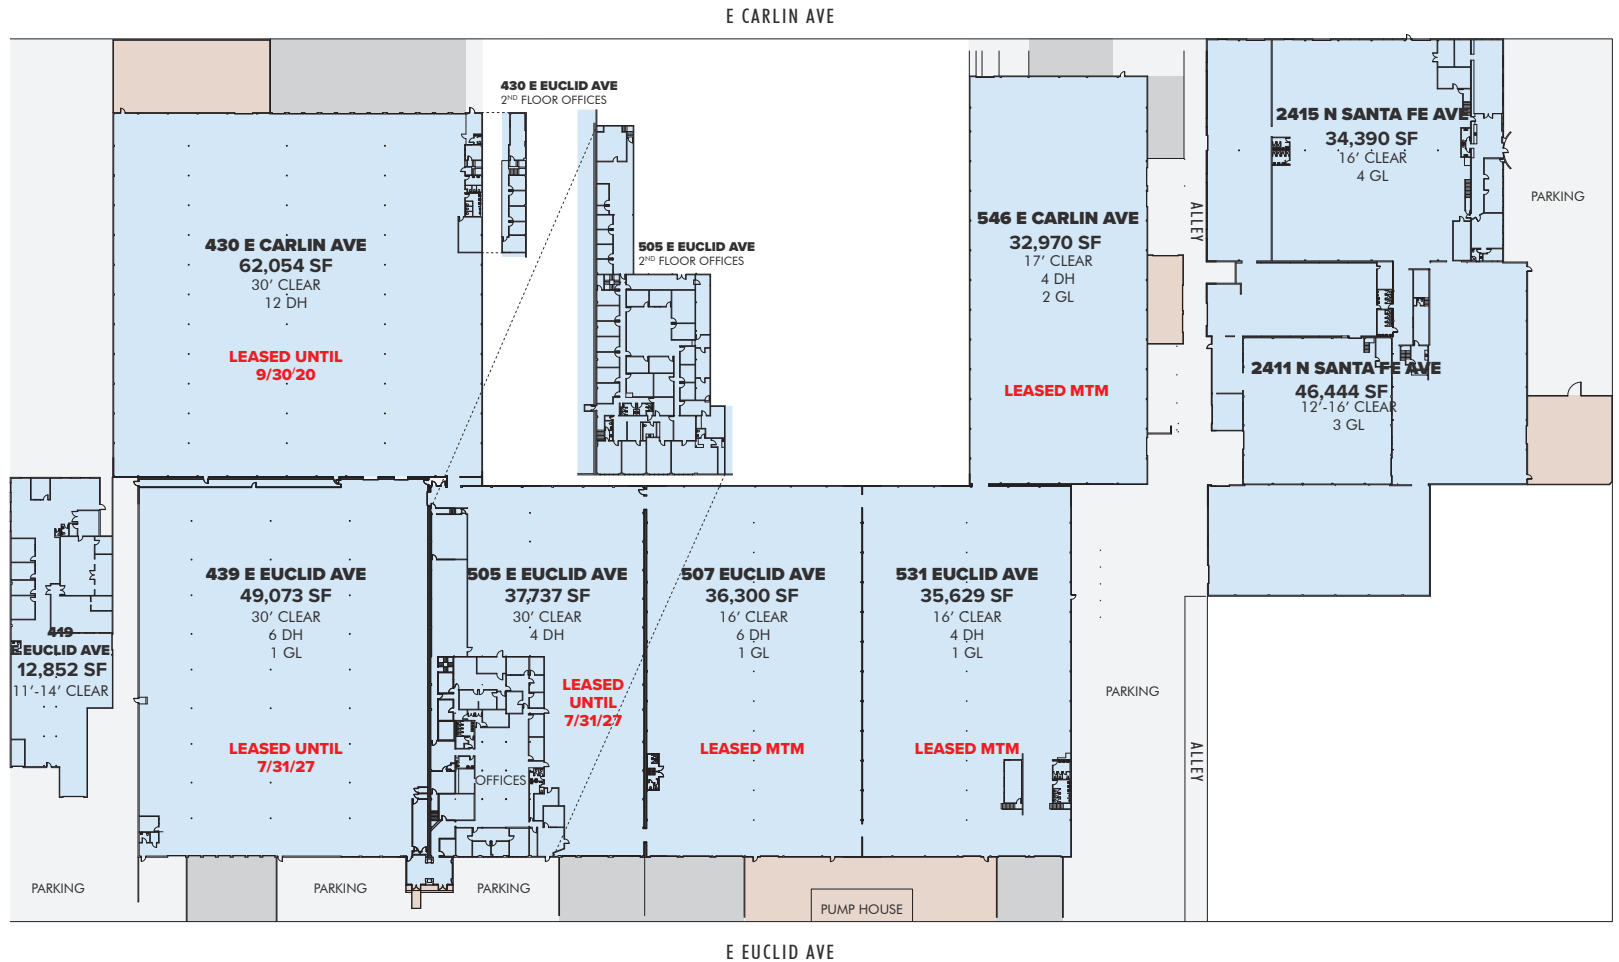 E CARLIN AVE
430 E EUCLID AVE
2ND FLOOR OFFICES
505 E EUCLID AVE
2ND FLOOR OFFICES
430 E CARLIN AVE
62,054 SF
30' CLEAR
12 DH
LEASED UNTIL
9/30/20
546 E CARLIN AVE
32,970 SF
17' CLEAR
4 DH
2 GL
LEASED MTM
ALLEY
2415 N SANTA FE AVE
34,390 SF
16' CLEAR
4 GL
PARKING
2411 N SANTA FE AVE
46,444 SF
12'-16' CLEAR
3 GL
419
E EUCLID AVE
12,852 SF
11'-14' CLEAR
439 E EUCLID AVE
49,073 SF
30' CLEAR
6 DH
1 GL
LEASED UNTIL
7/31/27
505 E EUCLID AVE
37,737 SF
30' CLEAR
4 DH
LEASED
UNTIL
7/31/27
OFFICES
507 EUCLID AVE
36,300 SF
16' CLEAR
6 DH
1 GL
LEASED MTM
531 EUCLID AVE
35,629 SF
16' CLEAR
4 DH
1 GL
LEASED MTM
PARKING
ALLEY
PARKING
PARKING
PARKING
PUMP HOUSE
E EUCLID AVE